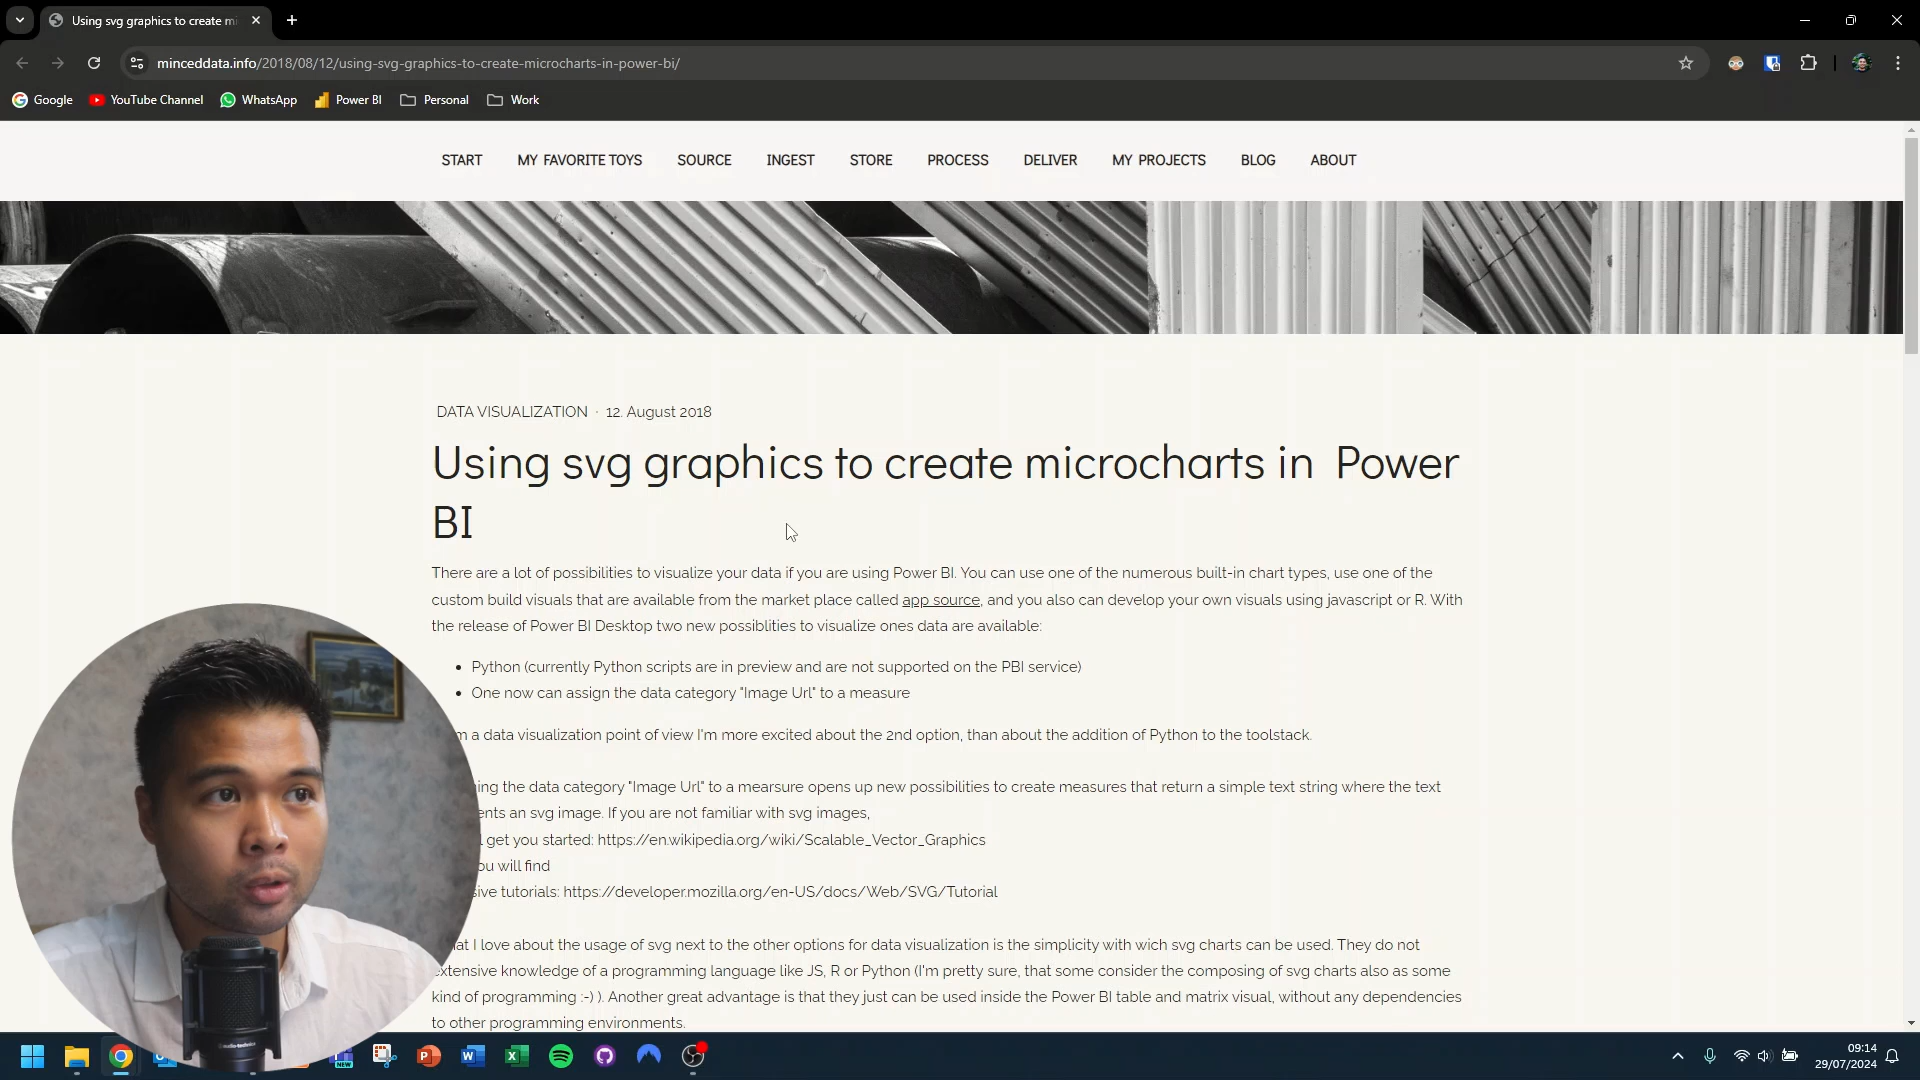 Using svg graphics to create mi
minceddata.info/2018/08/12/using-svg-graphics-to-create-microcharts-in-power-bi/
Google YouTube Channel WhatsApp Power BI Personal Work
START MY FAVORITE TOYS SOURCE INGEST STORE PROCESS DELIVER MY PROJECTS BLOG ABOUT
DATA VISUALIZATION · 12. August 2018
Using svg graphics to create microcharts in Power
BI
There are a lot of possibilities to visualize your data if you are using Power BI. You can use one of the numerous built-in chart types, use one of the
custom build visuals that are available from the market place called app source, and you also can develop your own visuals using javascript or R. With
the release of Power BI Desktop two new possiblities to visualize ones data are available:
• Python (currently Python scripts are in preview and are not supported on the PBI service)
• One now can assign the data category "Image Url" to a measure
a data visualization point of view I'm more excited about the 2nd option, than about the addition of Python to the toolstack.
the data category "Image Url" to a mearsure opens up new possibilities to create measures that return a simple text string where the text
an svg image. If you are not familiar with svg images,
get you started: https://en.wikipedia.org/wiki/Scalable_Vector_Graphics
will find
tutorials: https://developer.mozilla.org/en-US/docs/Web/SVG/Tutorial
I love about the usage of svg next to the other options for data visualization is the simplicity with wich svg charts can be used. They do not
extensive knowledge of a programming language like JS, R or Python (I'm pretty sure, that some consider the composing of svg charts also as some
kind of programming :-) ). Another great advantage is that they just can be used inside the Power BI table and matrix visual, without any dependencies
to other programming environments.
NEW
09:14
29/07/2024